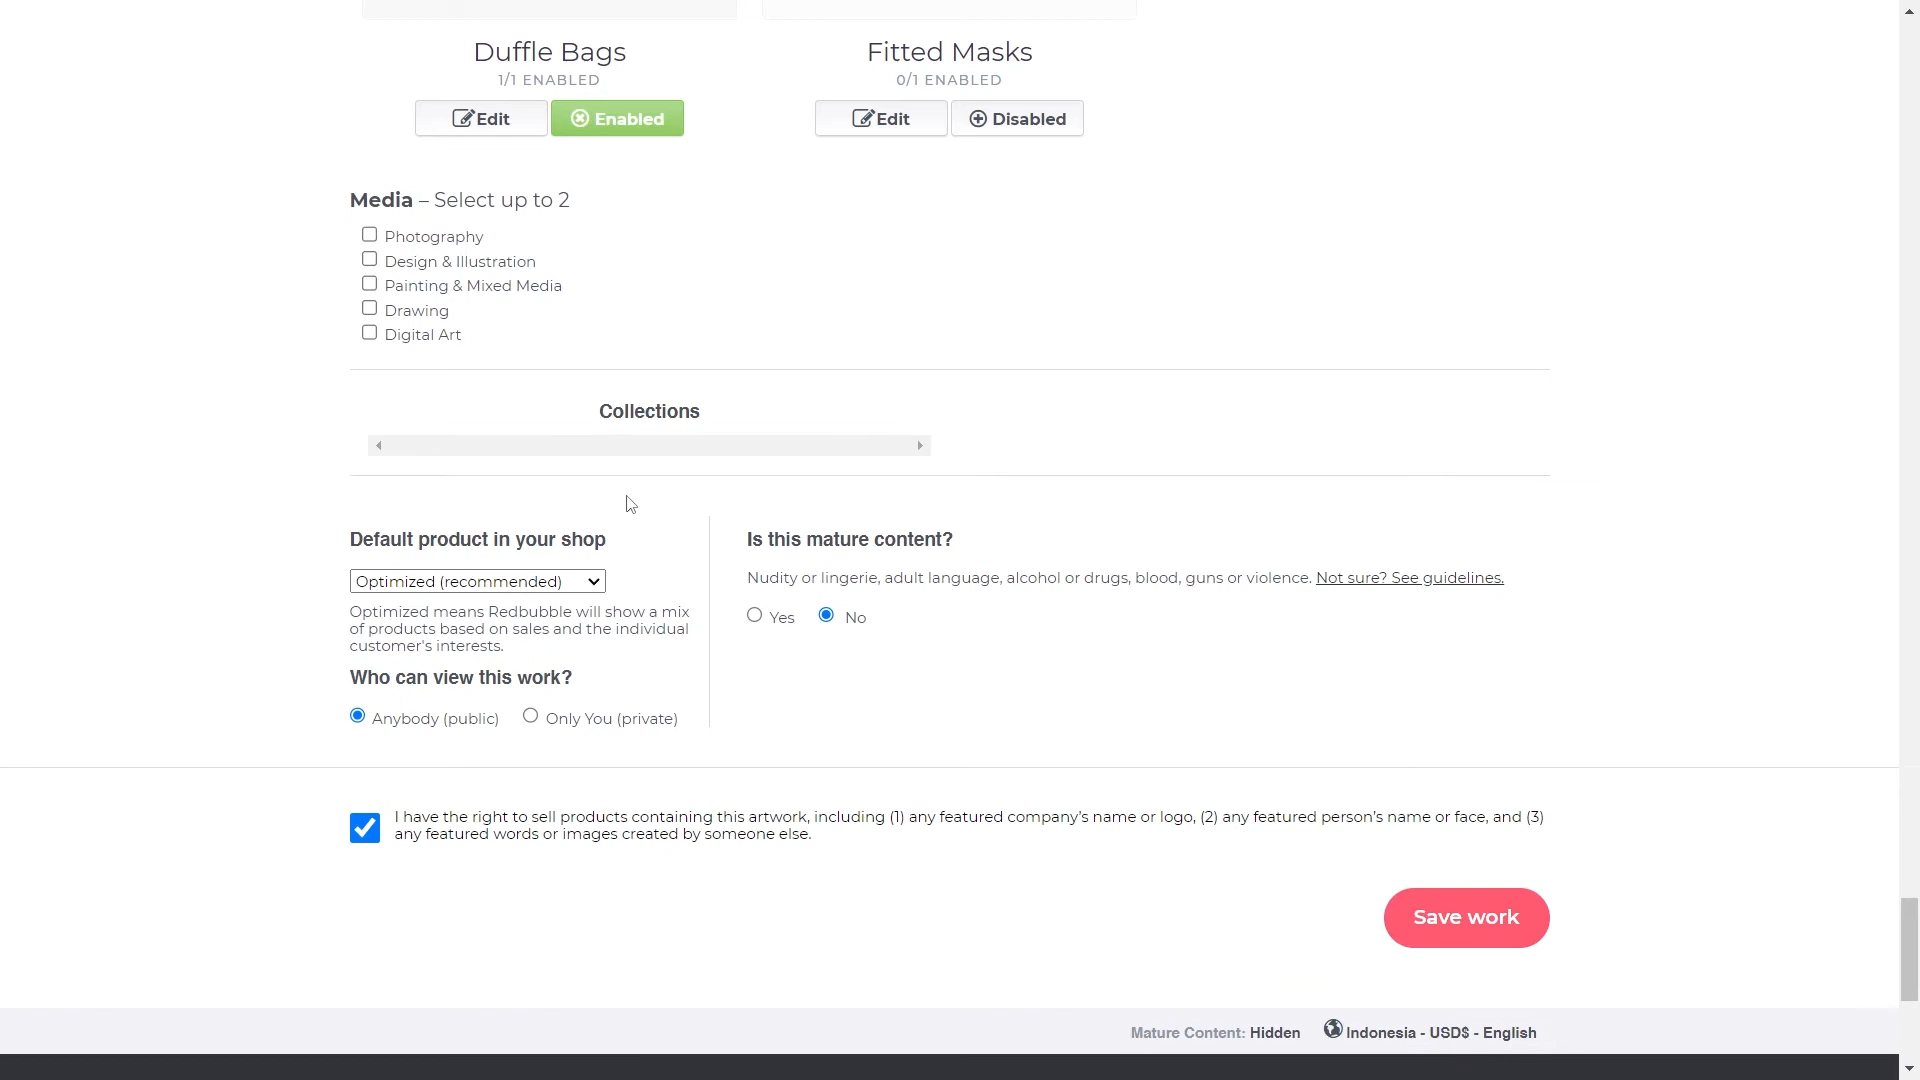 Duffle Bags
1/1 ENABLED
Edit
Enabled
Fitted Masks
0/1 ENABLED
Edit
Disabled
Media – Select up to 2
Photography
Design & Illustration
Painting & Mixed Media
Drawing
Digital Art
Collections
Default product in your shop
Optimized (recommended)
Optimized means Redbubble will show a mix
of products based on sales and the individual
customer's interests.
Who can view this work?
Anybody (public)
Only You (private)
Is this mature content?
Nudity or lingerie, adult language, alcohol or drugs, blood, guns or violence. Not sure? See guidelines.
Yes
No
I have the right to sell products containing this artwork, including (1) any featured company's name or logo, (2) any featured person's name or face, and (3)
any featured words or images created by someone else.
Save work
Mature Content: Hidden
Indonesia - USD$ - English